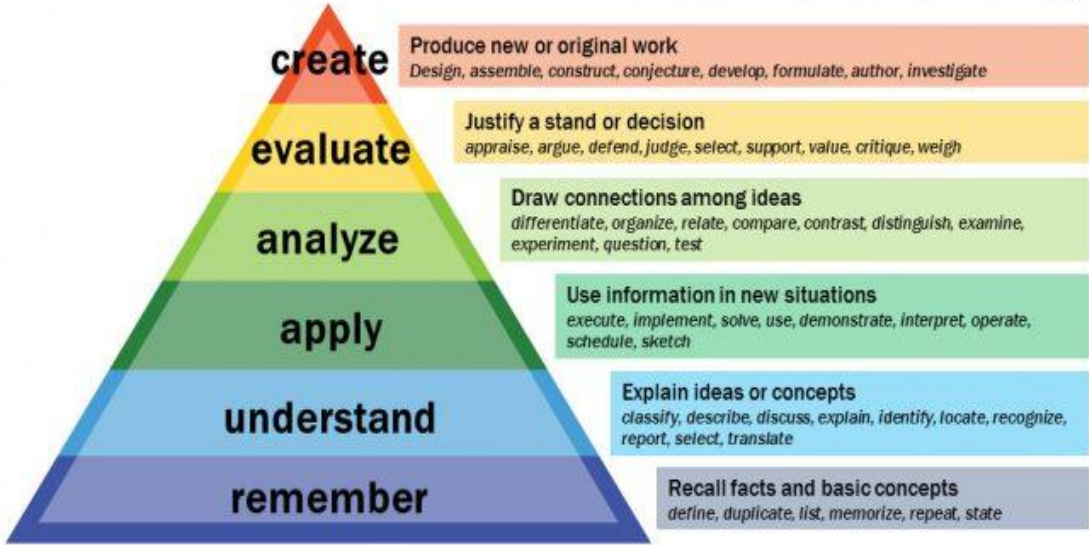 create
Produce new or original work
Design, assemble, construct, conjecture, develop, formulate, author, investigate
evaluate
Justify a stand or decision
appraise, argue, defend, judge, select, support, value, critique, weigh
analyze
Draw connections among ideas
differentiate, organize, relate, compare, contrast, distinguish, examine,
experiment, question, test
apply
Use information in new situations
execute, implement, solve, use, demonstrate, interpret, operate,
schedule, sketch
understand
Explain ideas or concepts
classify, describe, discuss, explain, identify, locate, recognize,
report, select, translate
remember
Recall facts and basic concepts
define, duplicate, list, memorize, repeat, state